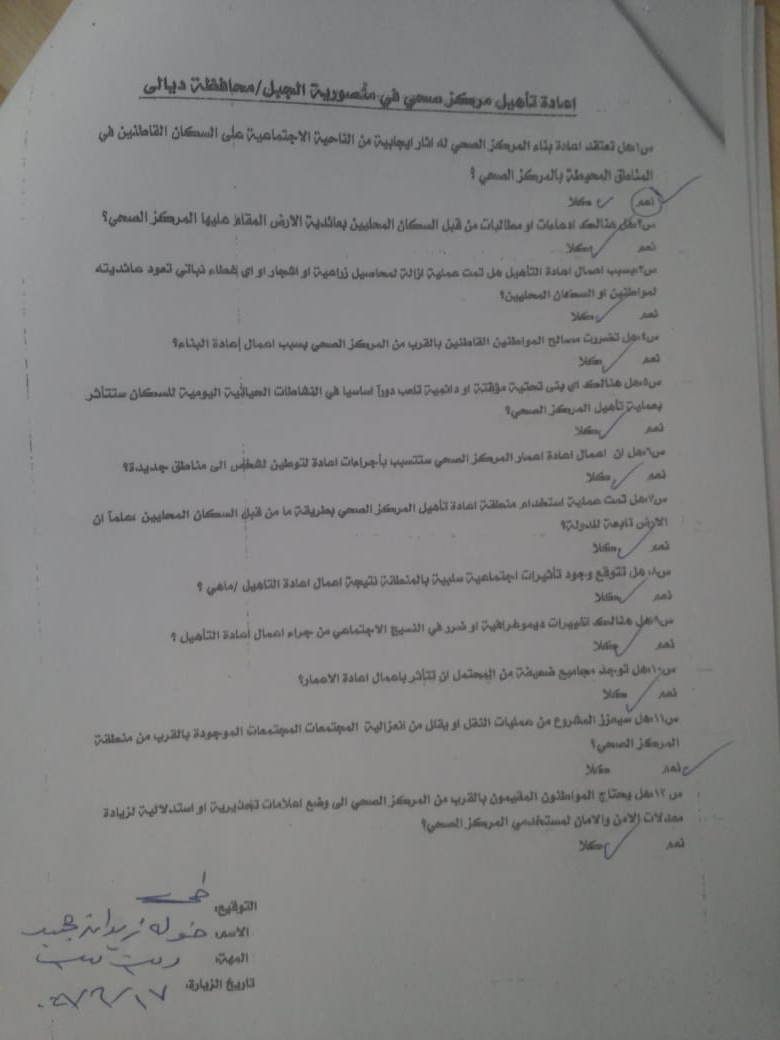 اعادة تأهيل مركز صحي في منصورية الجبل/محافظة ديالى
س١:هل تعتقد اعادة بناء المركز الصحي له اثار ايجابية من الناحية الاجتماعية على السكان القاطنين في
المناطق المحيطة بالمركز الصحي ؟
نعم كلا
س٢:هل هنالك ادعاءات او مطالبات من قبل السكان المحليين بعائدية الارض المقام عليها المركز الصحي؟
نعم كلا
س٣:بسبب اعمال اعادة التأهيل هل تمت عملية ازالة لمحاصيل زراعية او اشجار او اي غطاء نباتي تعود عائديته
لمواطنين او السكان المحليين؟
نعم كلا
س٤:هل تضررت مصالح المواطنين القاطنين بالقرب من المركز الصحي بسبب اعمال إعادة البناء؟
نعم كلا
س٥:هل هنالك اي بنى تحتية مؤقتة او دائمية تلعب دوراً اساسيا في النشاطات الحياتية اليومية للسكان ستتأثر
بعملية تأهيل المركز الصحي؟
نعم كلا
س٦:هل ان اعمال اعادة اعمار المركز الصحي ستتسبب بأجراءات اعادة لتوطين لشخص الى مناطق جديدة؟
نعم كلا
س٧:هل تمت عملية استخدام منطقة اعادة تأهيل المركز الصحي بطريقة ما من قبل السكان المحليين ،علماً ان
الارض تابعة للدولة؟
نعم كلا
س٨: هل تتوقع وجود تأثيرات اجتماعية سلبية بالمنطقة نتيجة اعمال اعادة التاهيل /ماهي ؟
نعم كلا
س٩:هل هنالك تغييرات ديموغرافية او ضرر في النسيج الاجتماعي من جراء اعمال اعادة التأهيل ؟
نعم كلا
س١٠:هل توجد مجاميع ضعيفة من المحتمل ان تتأثر باعمال اعادة الاعمار؟
نعم كلا
س١١:هل سيعزز المشروع من عمليات النقل او يقلل من انعزالية المجتمعات المجتمعات الموجودة بالقرب من منطقة
المركز الصحي؟
نعم كلا
س١٢:هل يحتاج المواطنون المقيمون بالقرب من المركز الصحي الى وضع اعلامات تحذيرية او استدلالية لزيادة
معدلات الامن والامان لمستخدمي المركز الصحي؟
نعم كلا
التوقيع:
الاسم: خوله زيدان
المهة: ربت بيت
تاريخ الزيارة: